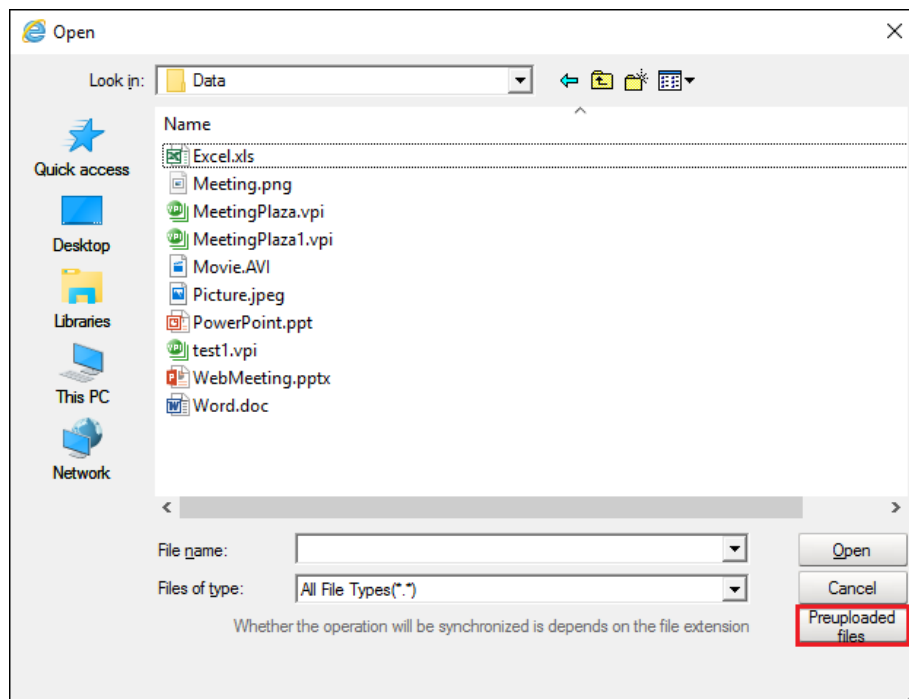 Open
Look in:
Data
Quick access
Desktop
Libraries
This PC
Network
Name
Excel.xls
Meeting.png
MeetingPlaza.vpi
MeetingPlaza1.vpi
Movie.AVI
Picture.jpeg
PowerPoint.ppt
test1.vpi
WebMeeting.pptx
Word.doc
File name:
Open
Files of type:
All File Types(*.*)
Cancel
Whether the operation will be synchronized is depends on the file extension
Preuploaded
files